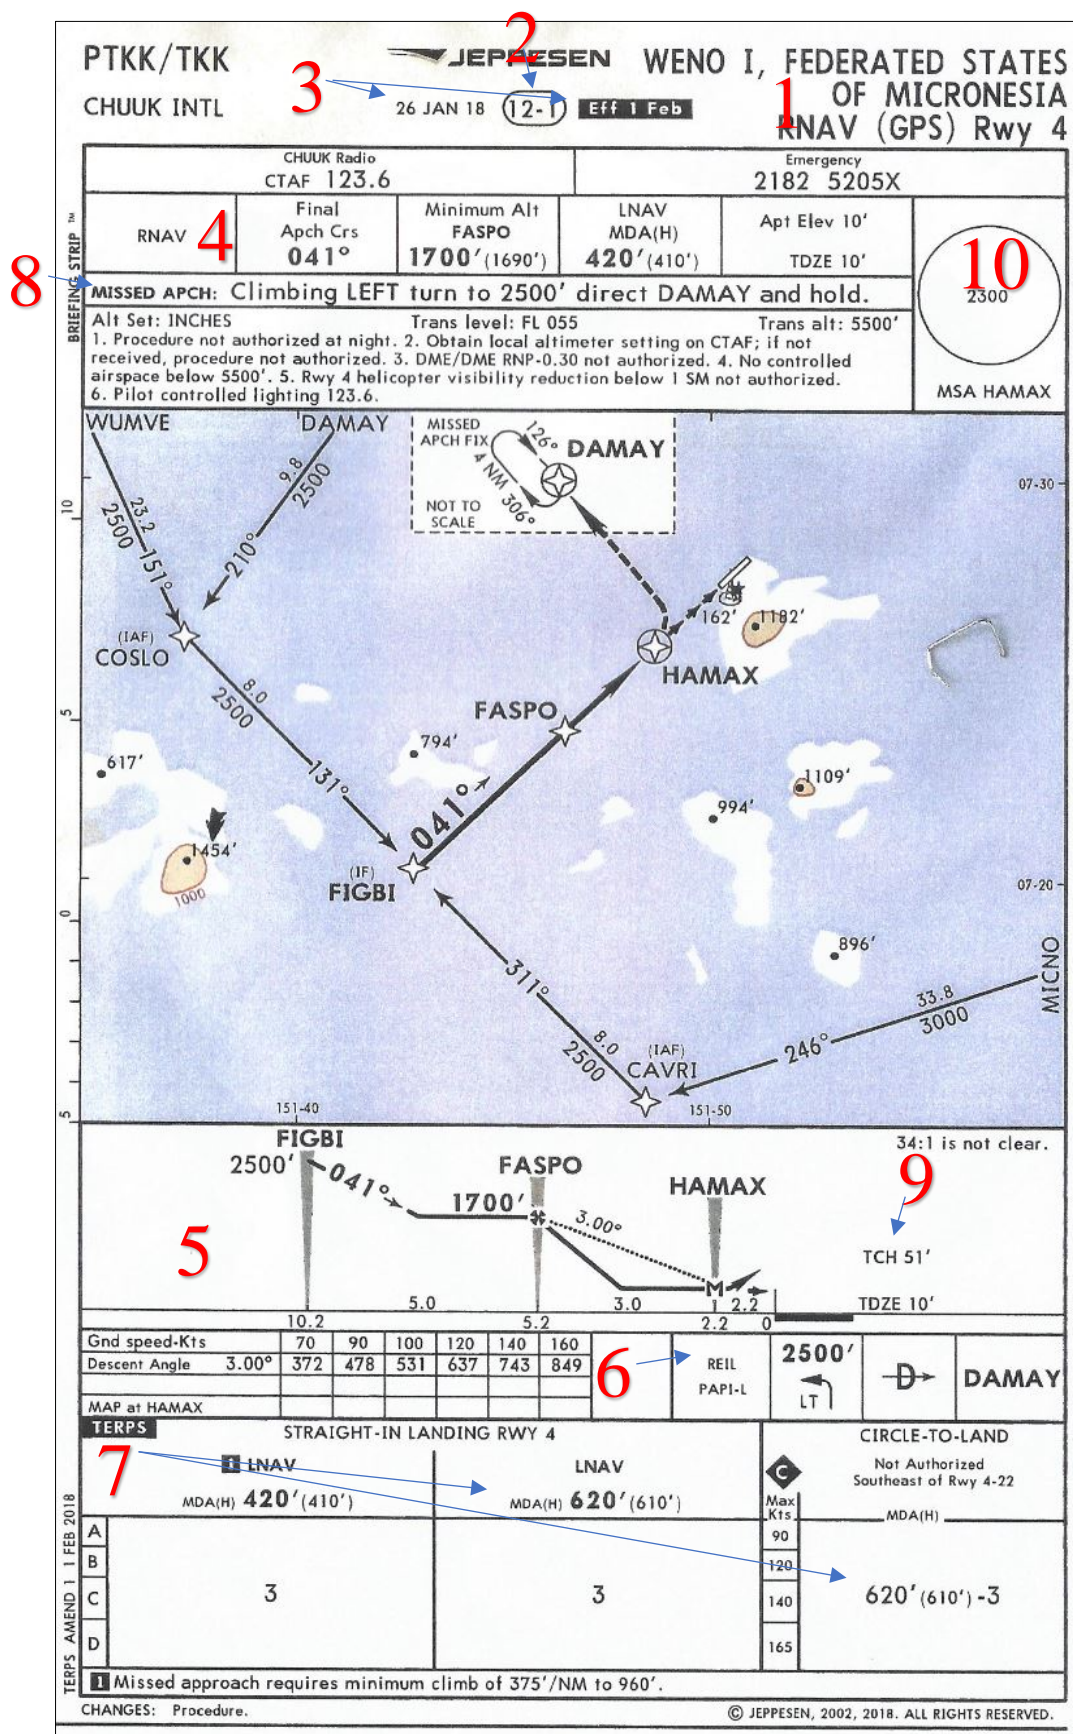 PTKK/TKK
JEPPESEN
WENO I, FEDERATED STATES
OF MICRONESIA
RNAV (GPS) Rwy 4
CHUUK INTL
26 JAN 18
12-1
Eff 1 Feb
1
2
3
CHUUK Radio
CTAF 123.6
Emergency
2182 5205X
BRIEFING STRIP ™
RNAV
4
Final
Apch Crs
041°
Minimum Alt
FASPO
1700'(1690')
LNAV
MDA(H)
420'(410')
Apt Elev 10'
TDZE 10'
10
2300
MSA HAMAX
8
MISSED APCH: Climbing LEFT turn to 2500' direct DAMAY and hold.
Alt Set: INCHES Trans level: FL 055 Trans alt: 5500'
1. Procedure not authorized at night. 2. Obtain local altimeter setting on CTAF; if not
received, procedure not authorized. 3. DME/DME RNP-0.30 not authorized. 4. No controlled
airspace below 5500'. 5. Rwy 4 helicopter visibility reduction below 1 SM not authorized.
6. Pilot controlled lighting 123.6.
WUMVE
DAMAY
MISSED
APCH FIX
126°
4 NM 306°
DAMAY
NOT TO
SCALE
07-30
10
23.2
2500
151°
9.8
2500
210°
(IAF)
COSLO
162'
1182'
HAMAX
8.0
2500
131°
FASPO
5
617'
794'
1109'
994'
1454'
1000
041°
(IF)
FIGBI
07-20
0
896'
MICNO
311°
8.0
2500
33.8
3000
246°
(IAF)
CAVRI
5
151-40
151-50
34:1 is not clear.
FIGBI
2500'
041°
FASPO
1700'
HAMAX
3.00°
9
TCH 51'
5
5.0
3.0
2.2
TDZE 10'
10.2
5.2
2.2
0
Gnd speed-Kts 70 90 100 120 140 160
Descent Angle 3.00° 372 478 531 637 743 849
MAP at HAMAX
6
REIL
PAPI-L
2500'
LT
D
DAMAY
TERPS
STRAIGHT-IN LANDING RWY 4
CIRCLE-TO-LAND
7
1 LNAV
MDA(H) 420'(410')
LNAV
MDA(H) 620'(610')
C
Not Authorized
Southeast of Rwy 4-22
Max
Kts
MDA(H)
A
B
C
D
3
3
90
120
140
165
620'(610')-3
TERPS AMEND 1 1 FEB 2018
1 Missed approach requires minimum climb of 375'/NM to 960'.
CHANGES: Procedure.
© JEPPESEN, 2002, 2018. ALL RIGHTS RESERVED.